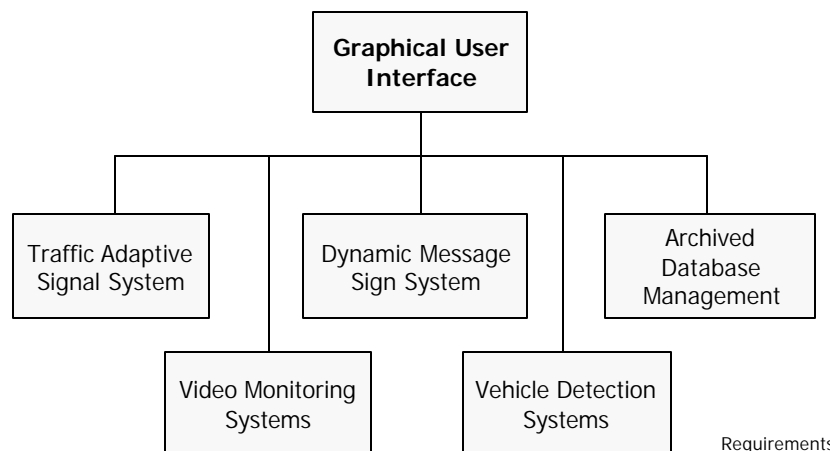 Graphical User
Interface
Traffic Adaptive
Signal System
Dynamic Message
Sign System
Archived
Database
Management
Video Monitoring
Systems
Vehicle Detection
Systems
Requirements